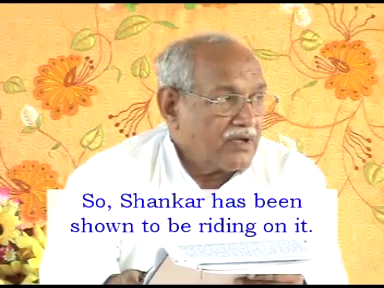 So, Shankar has been
shown to be riding on it.